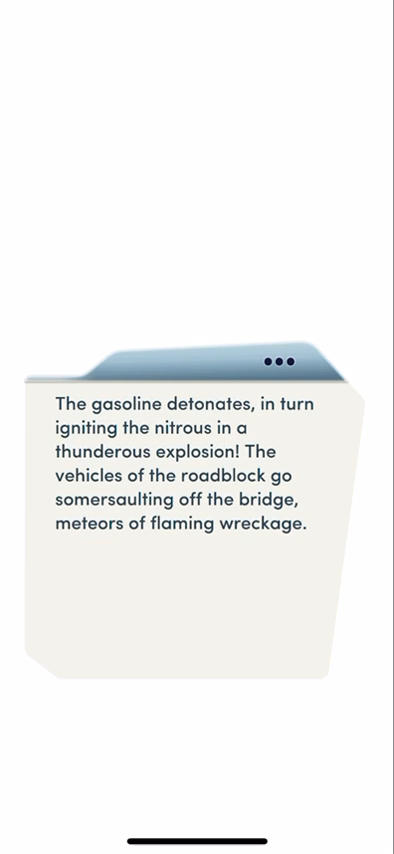 The gasoline detonates, in turn
igniting the nitrous in a
thunderous explosion! The
vehicles of the roadblock go
somersaulting off the bridge,
meteors of flaming wreckage.